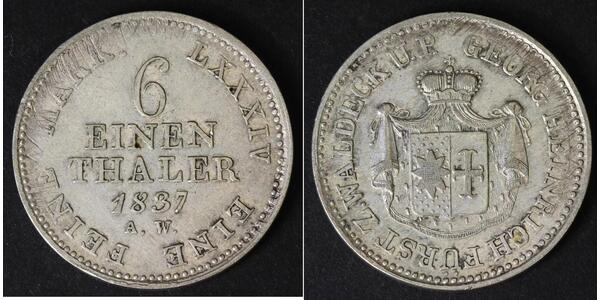 LXXXIV EINE FEINE MARK
6
EINEN
THALER
1837
A. W.
GEORG HEINRICH FÜRST Z. WALDECK U. P.